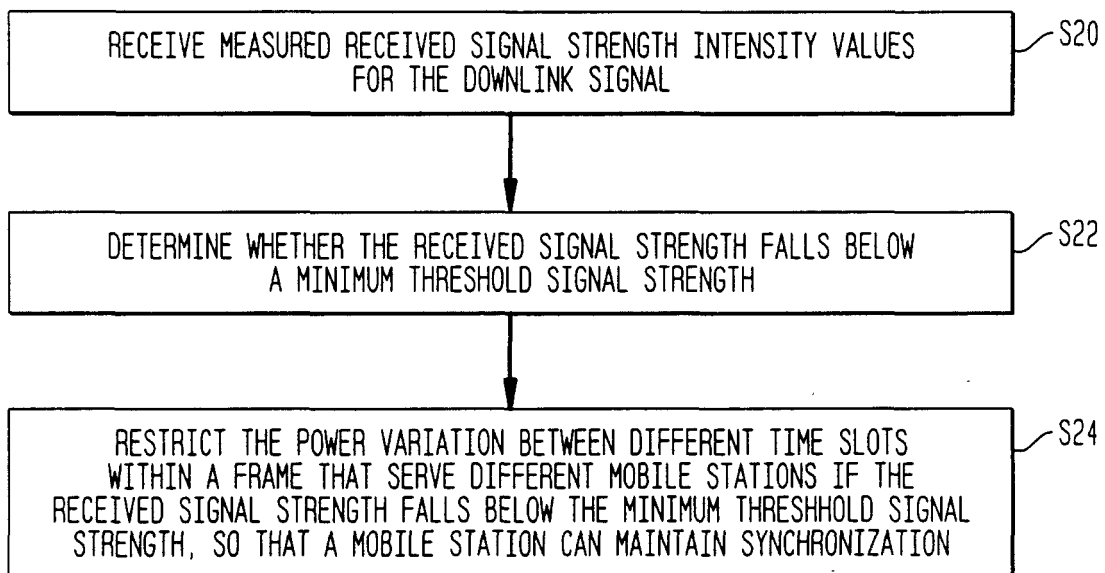 RECEIVE MEASURED RECEIVED SIGNAL STRENGTH INTENSITY VALUES
FOR THE DOWNLINK SIGNAL
S20
DETERMINE WHETHER THE RECEIVED SIGNAL STRENGTH FALLS BELOW
A MINIMUM THRESHOLD SIGNAL STRENGTH
S22
RESTRICT THE POWER VARIATION BETWEEN DIFFERENT TIME SLOTS
WITHIN A FRAME THAT SERVE DIFFERENT MOBILE STATIONS IF THE
RECEIVED SIGNAL STRENGTH FALLS BELOW THE MINIMUM THRESHHOLD SIGNAL
STRENGTH, SO THAT A MOBILE STATION CAN MAINTAIN SYNCHRONIZATION
S24